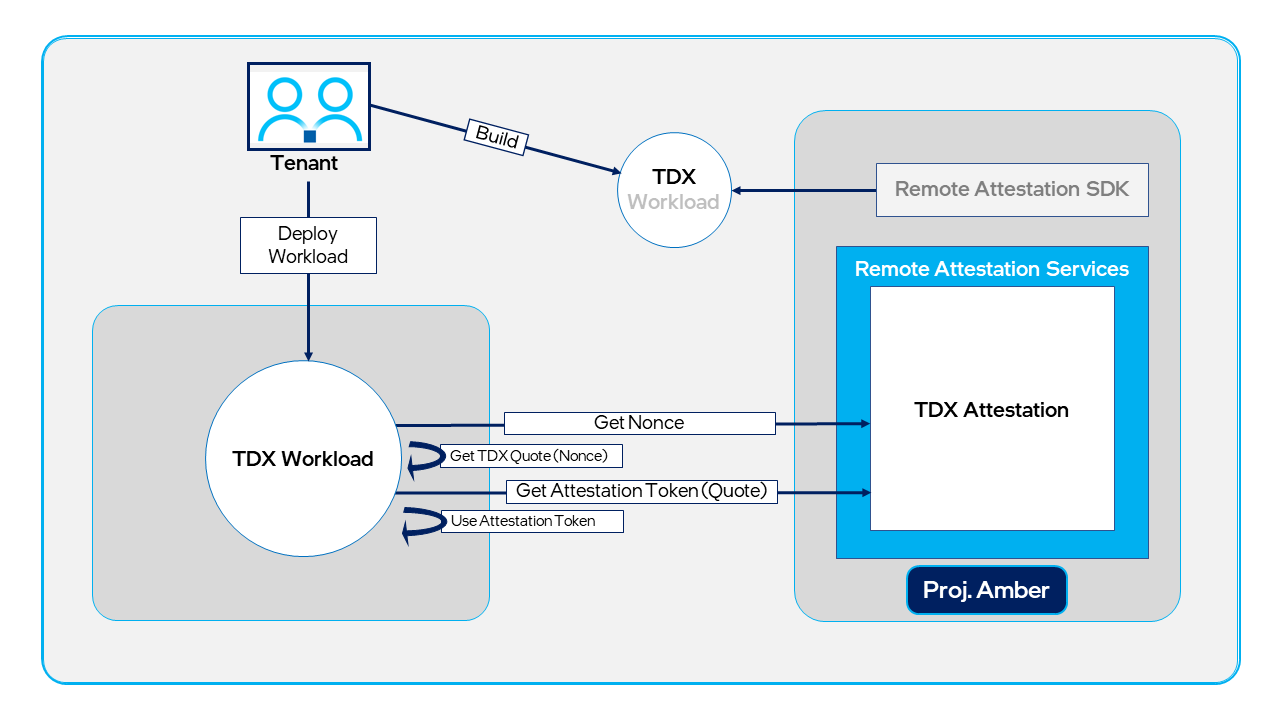 Tenant
Build
TDX
Workload
Remote Attestation SDK
Deploy
Workload
Remote Attestation Services
TDX Attestation
TDX Workload
Get Nonce
Get TDX Quote (Nonce)
Get Attestation Token (Quote)
Use Attestation Token
Proj. Amber